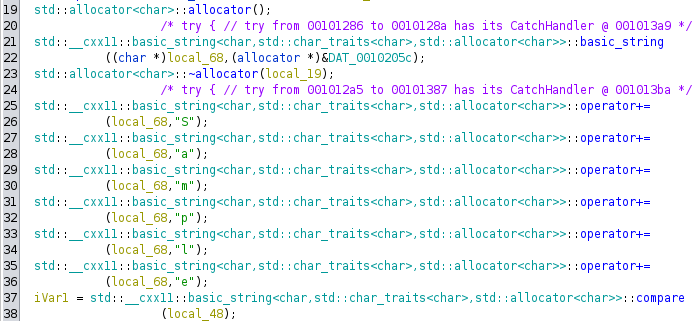 19 std::allocator<char>::allocator();
20 /* try { // try from 00101286 to 0010128a has its CatchHandler @ 001013a9 */
21 std::__cxx11::basic_string<char,std::char_traits<char>,std::allocator<char>>::basic_string
22 ((char *)local_68,(allocator *)&DAT_0010205c);
23 std::allocator<char>::~allocator(local_19);
24 /* try { // try from 001012a5 to 00101387 has its CatchHandler @ 001013ba */
25 std::__cxx11::basic_string<char,std::char_traits<char>,std::allocator<char>>::operator+=
26 (local_68,"S");
27 std::__cxx11::basic_string<char,std::char_traits<char>,std::allocator<char>>::operator+=
28 (local_68,"a");
29 std::__cxx11::basic_string<char,std::char_traits<char>,std::allocator<char>>::operator+=
30 (local_68,"m");
31 std::__cxx11::basic_string<char,std::char_traits<char>,std::allocator<char>>::operator+=
32 (local_68,"p");
33 std::__cxx11::basic_string<char,std::char_traits<char>,std::allocator<char>>::operator+=
34 (local_68,"l");
35 std::__cxx11::basic_string<char,std::char_traits<char>,std::allocator<char>>::operator+=
36 (local_68,"e");
37 iVar1 = std::__cxx11::basic_string<char,std::char_traits<char>,std::allocator<char>>::compare
38 (local_48);